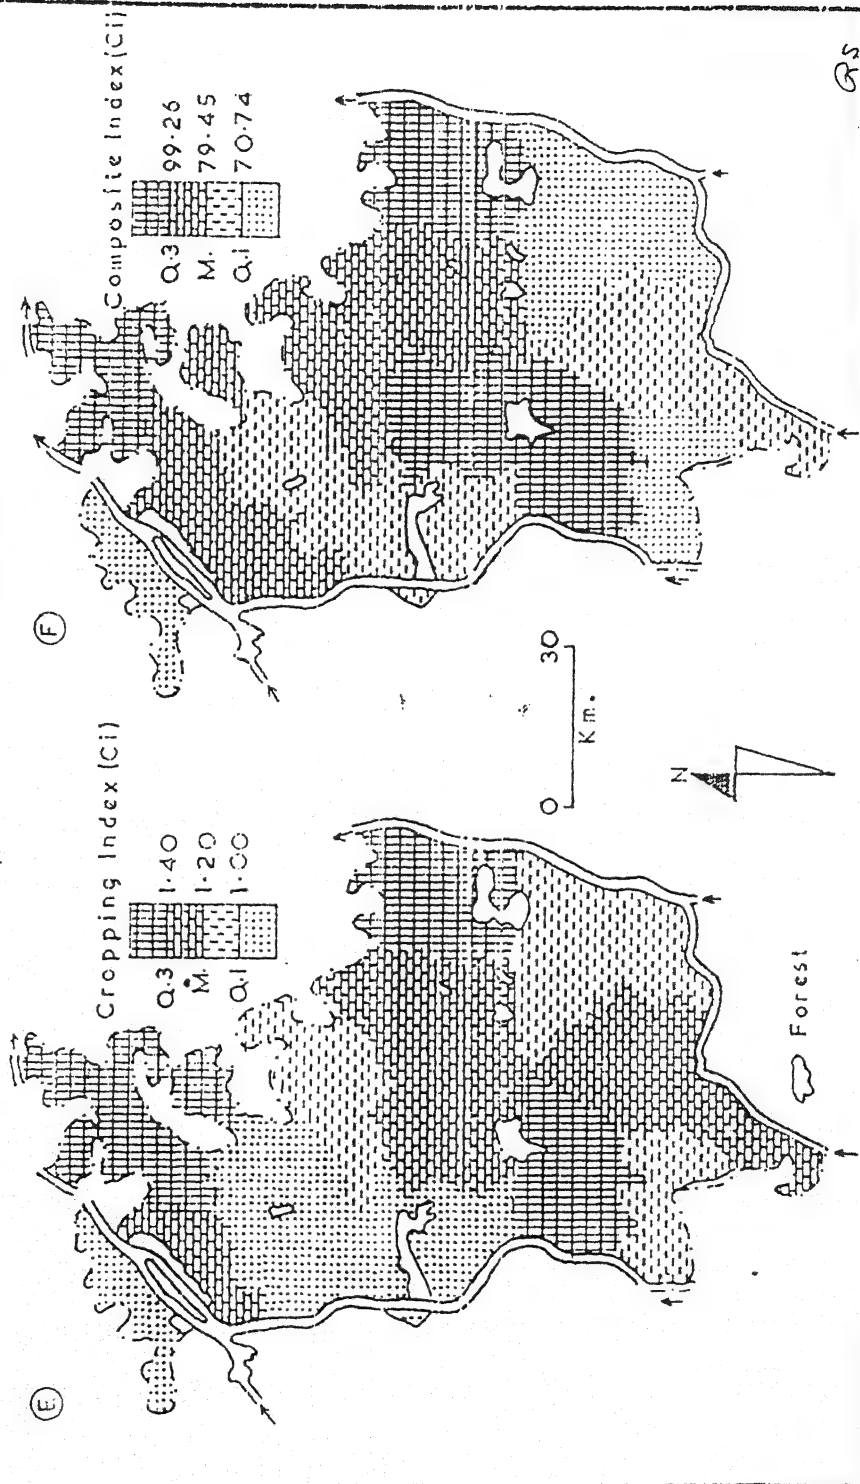 E
Cropping Index (Ci)
Q.3 1·40
M. 1·20
Q.1 1·00
F
Composite Index (Ci)
Q.3 99·26
M. 79·45
Q.1 70·74
0 30
Km.
N
Forest